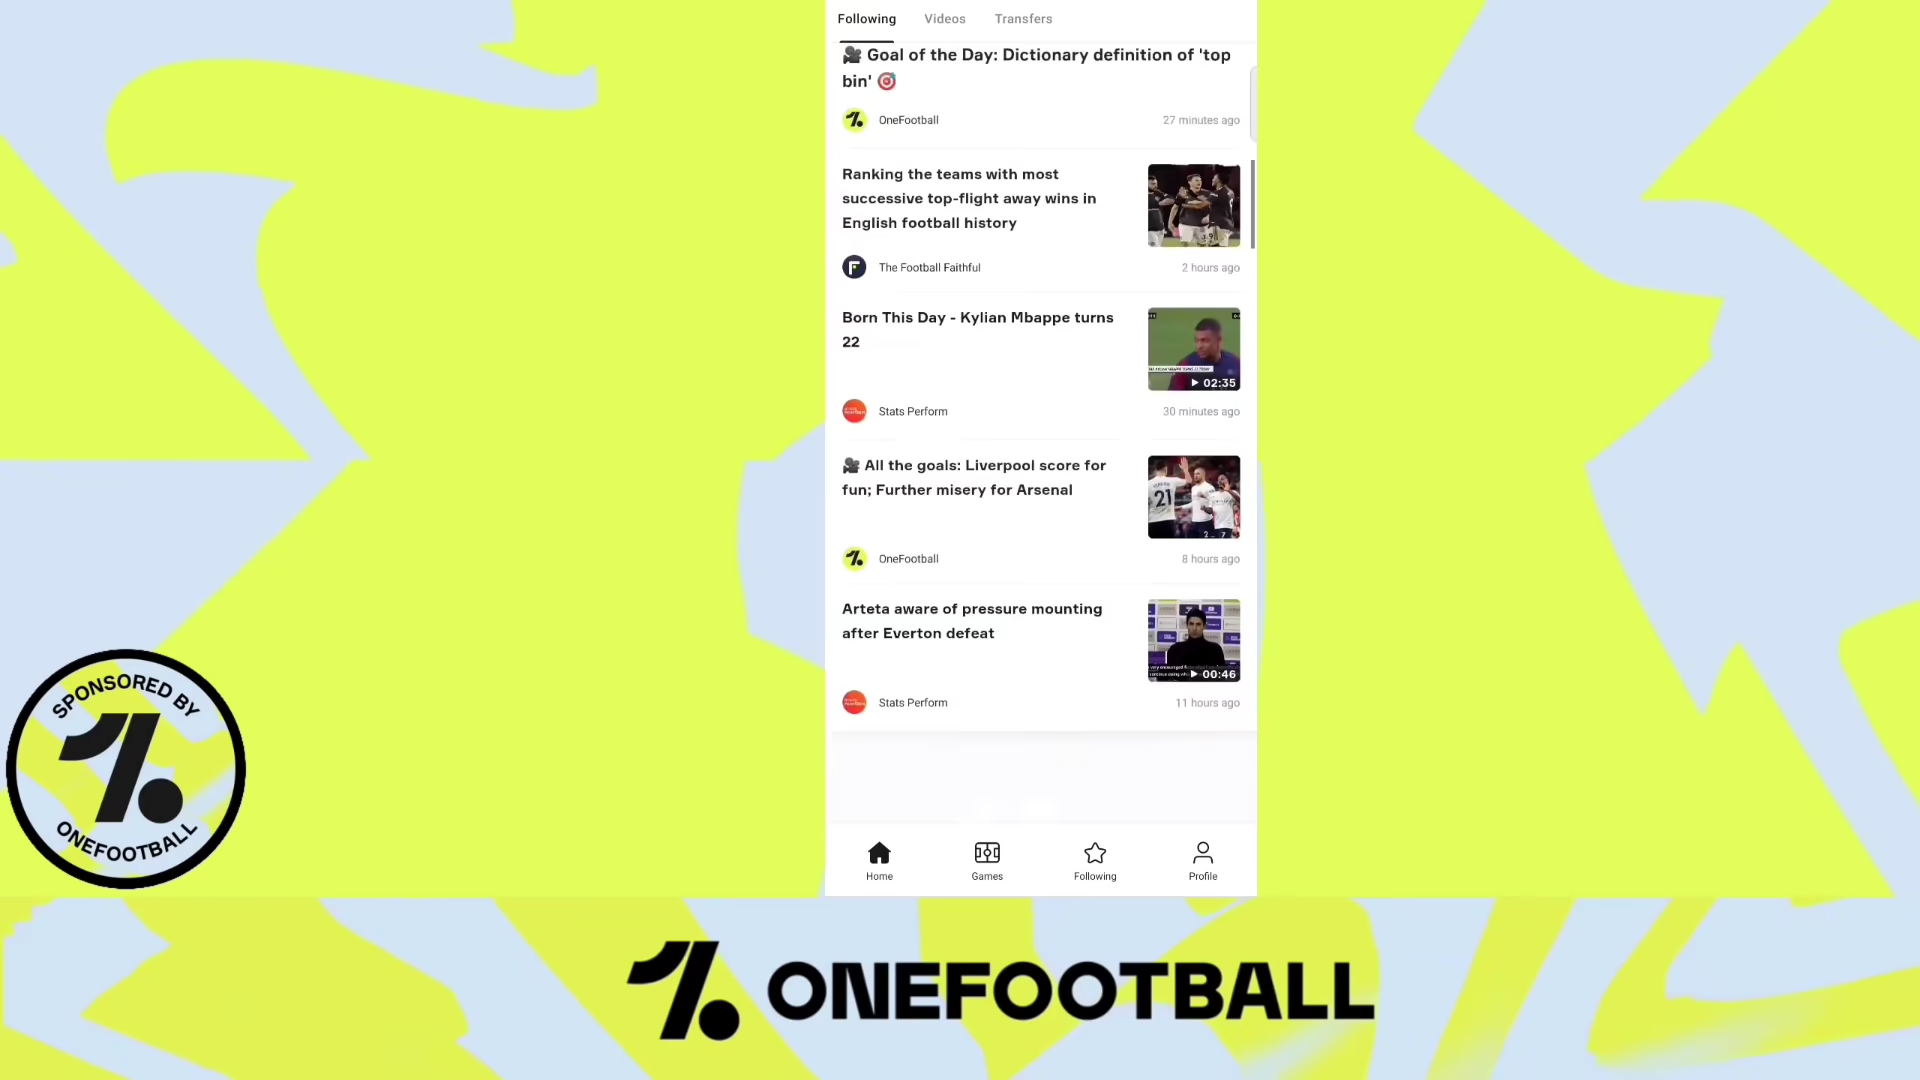 Following Videos Transfers
🎥 Goal of the Day: Dictionary definition of 'top
bin' 🎯
OneFootball 27 minutes ago
Ranking the teams with most
successive top-flight away wins in
English football history
The Football Faithful 2 hours ago
Born This Day - Kylian Mbappe turns
22
02:35
Stats Perform 30 minutes ago
🎥 All the goals: Liverpool score for
fun; Further misery for Arsenal
21
OneFootball 8 hours ago
Arteta aware of pressure mounting
after Everton defeat
00:46
Stats Perform 11 hours ago
Home Games Following Profile
SPONSORED BY
ONEFOOTBALL
ONEFOOTBALL